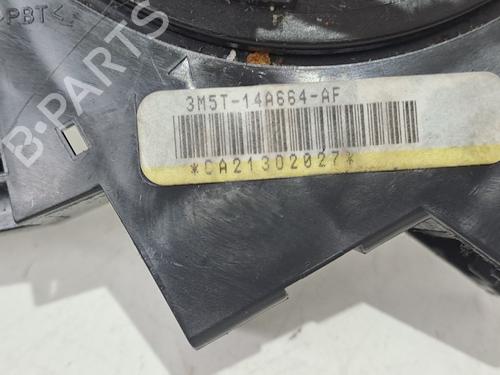 >PBT<
B-PARTS
3M5T-14A664-AF
*CA21302027*